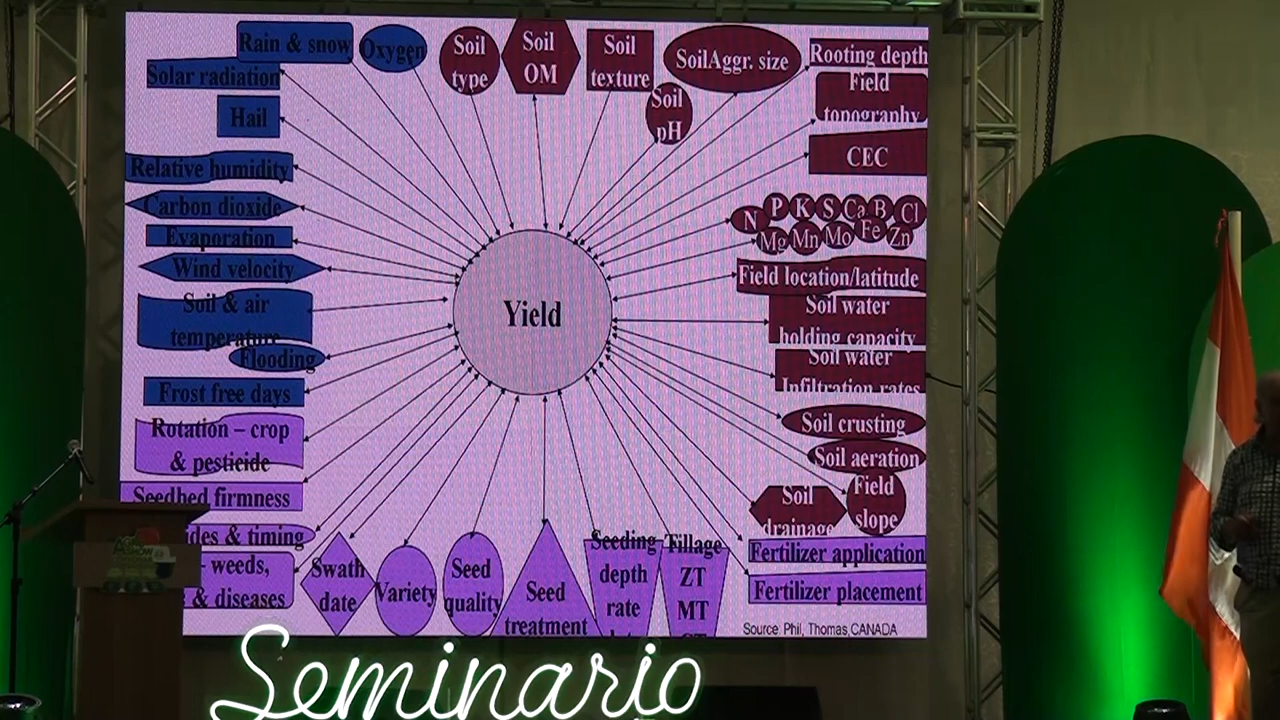 Rain & snow
Oxygen
Solar radiation
Hail
Relative humidity
Carbon dioxide
Evaporation
Wind velocity
Soil & air
temperature
Flooding
Frost free days
Rotation – crop
& pesticide
Seedbed firmness
& timing
– weeds,
& diseases
Soil
type
Soil
OM
Soil
texture
SoilAggr. size
Soil
pH
Rooting depth
Field
topography
CEC
N P K S Ca B Cl
Mg Mn Mo Fe Zn
Field location/latitude
Soil water
holding capacity
Soil water
Infiltration rates
Soil crusting
Soil aeration
Soil
drainage
Field
slope
Fertilizer application
Fertilizer placement
Yield
Swath
date
Variety
Seed
quality
Seed
treatment
Seeding
depth
rate
Tillage
ZT
MT
Source: Phil, Thomas,CANADA
Seminario